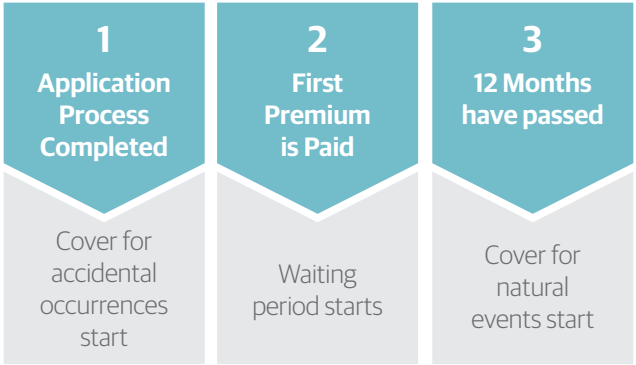 1
Application
Process
Completed
Cover for
accidental
occurrences
start
2
First
Premium
is Paid
Waiting
period starts
3
12 Months
have passed
Cover for
natural
events start